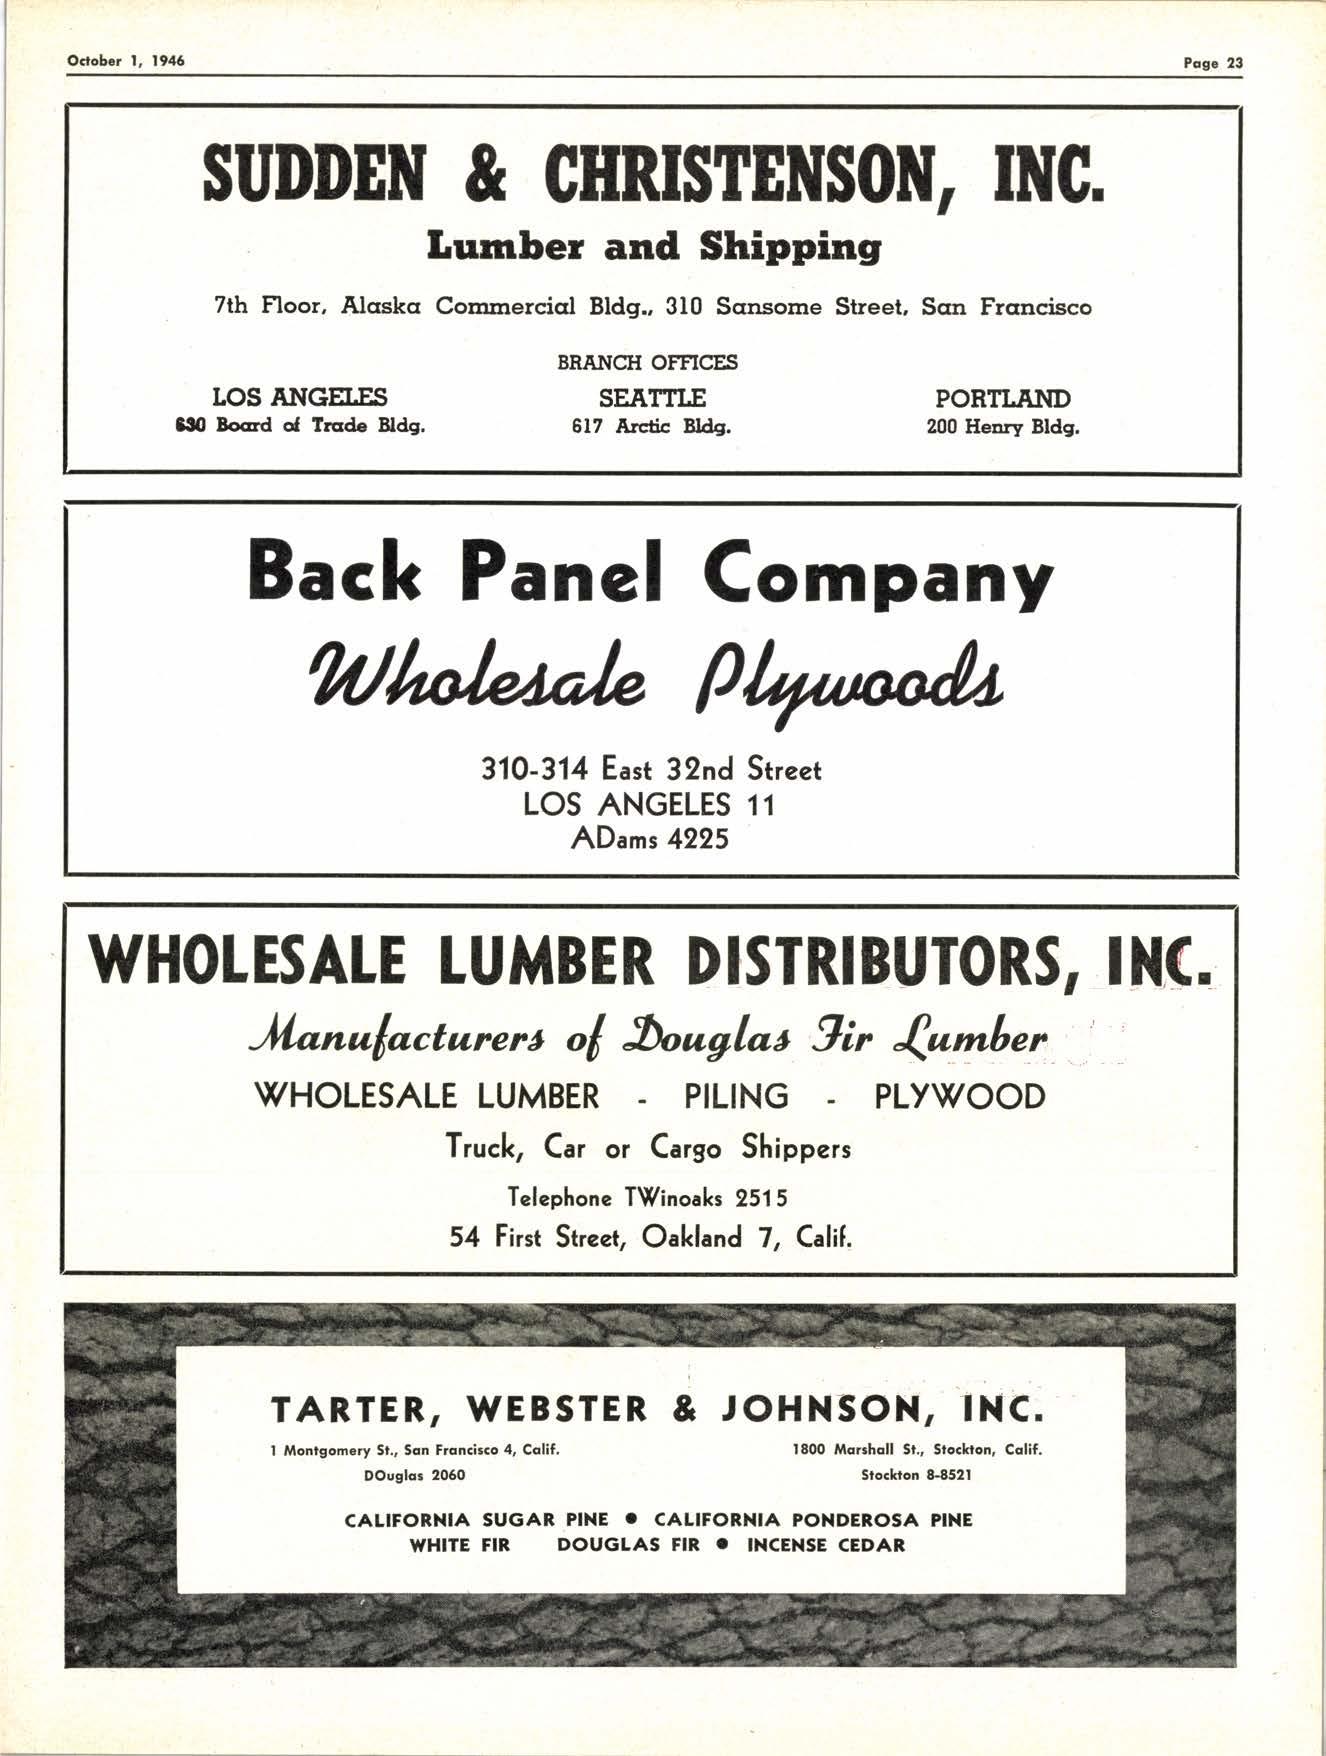 October 1, 1946 Page 23
SUDDEN & CHRISTENSON, INC.
Lumber and Shipping
7th Floor, Alaska Commercial Bldg., 310 Sansome Street, San Francisco
BRANCH OFFICES
LOS ANGELES SEATTLE PORTLAND
630 Board of Trade Bldg. 617 Arctic Bldg. 200 Henry Bldg.
Back Panel Company
Wholesale Plywoods
310-314 East 32nd Street
LOS ANGELES 11
ADams 4225
WHOLESALE LUMBER DISTRIBUTORS, INC.
Manufacturers of Douglas Fir Lumber
WHOLESALE LUMBER - PILING - PLYWOOD
Truck, Car or Cargo Shippers
Telephone TWinoaks 2515
54 First Street, Oakland 7, Calif.
TARTER, WEBSTER & JOHNSON, INC.
1 Montgomery St., San Francisco 4, Calif. 1800 Marshall St., Stockton, Calif.
DOuglas 2060 Stockton 8-8521
CALIFORNIA SUGAR PINE ● CALIFORNIA PONDEROSA PINE
WHITE FIR DOUGLAS FIR ● INCENSE CEDAR